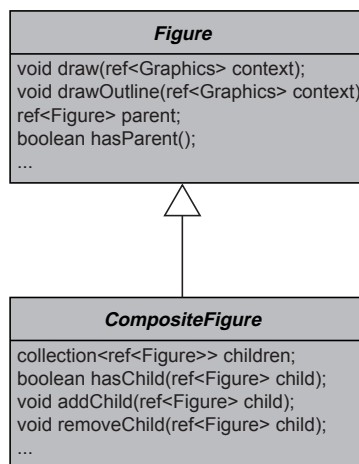 Figure
void draw(ref<Graphics> context);
void drawOutline(ref<Graphics> context)
ref<Figure> parent;
boolean hasParent();
...
CompositeFigure
collection<ref<Figure>> children;
boolean hasChild(ref<Figure> child);
void addChild(ref<Figure> child);
void removeChild(ref<Figure> child);
...